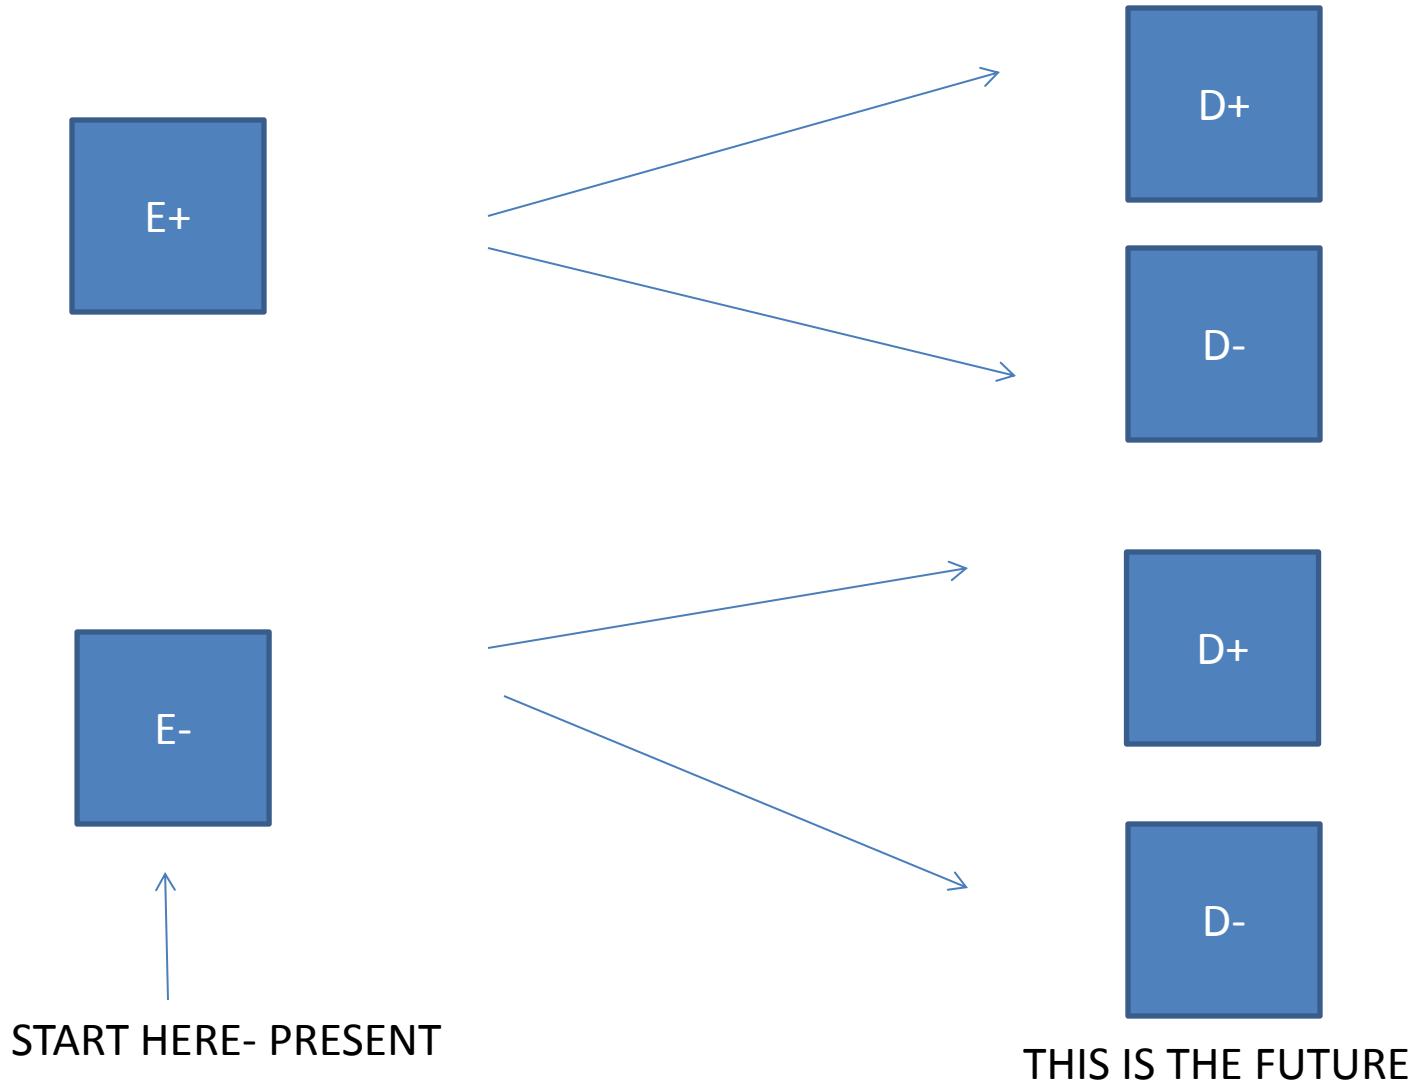 E+
D+
D-
E-
D+
D-
START HERE- PRESENT
THIS IS THE FUTURE